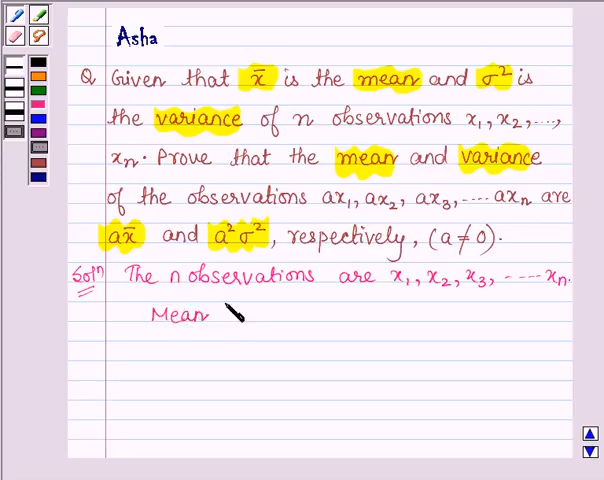 Asha
Q Given that x̄ is the mean and σ² is
the variance of n observations x₁, x₂, ....,
xₙ. Prove that the mean and variance
of the observations ax₁, ax₂, ax₃, ..... axₙ are
ax̄ and a²σ², respectively, (a ≠ 0).
Soln The n observations are x₁, x₂, x₃, ----- xₙ.
Mean